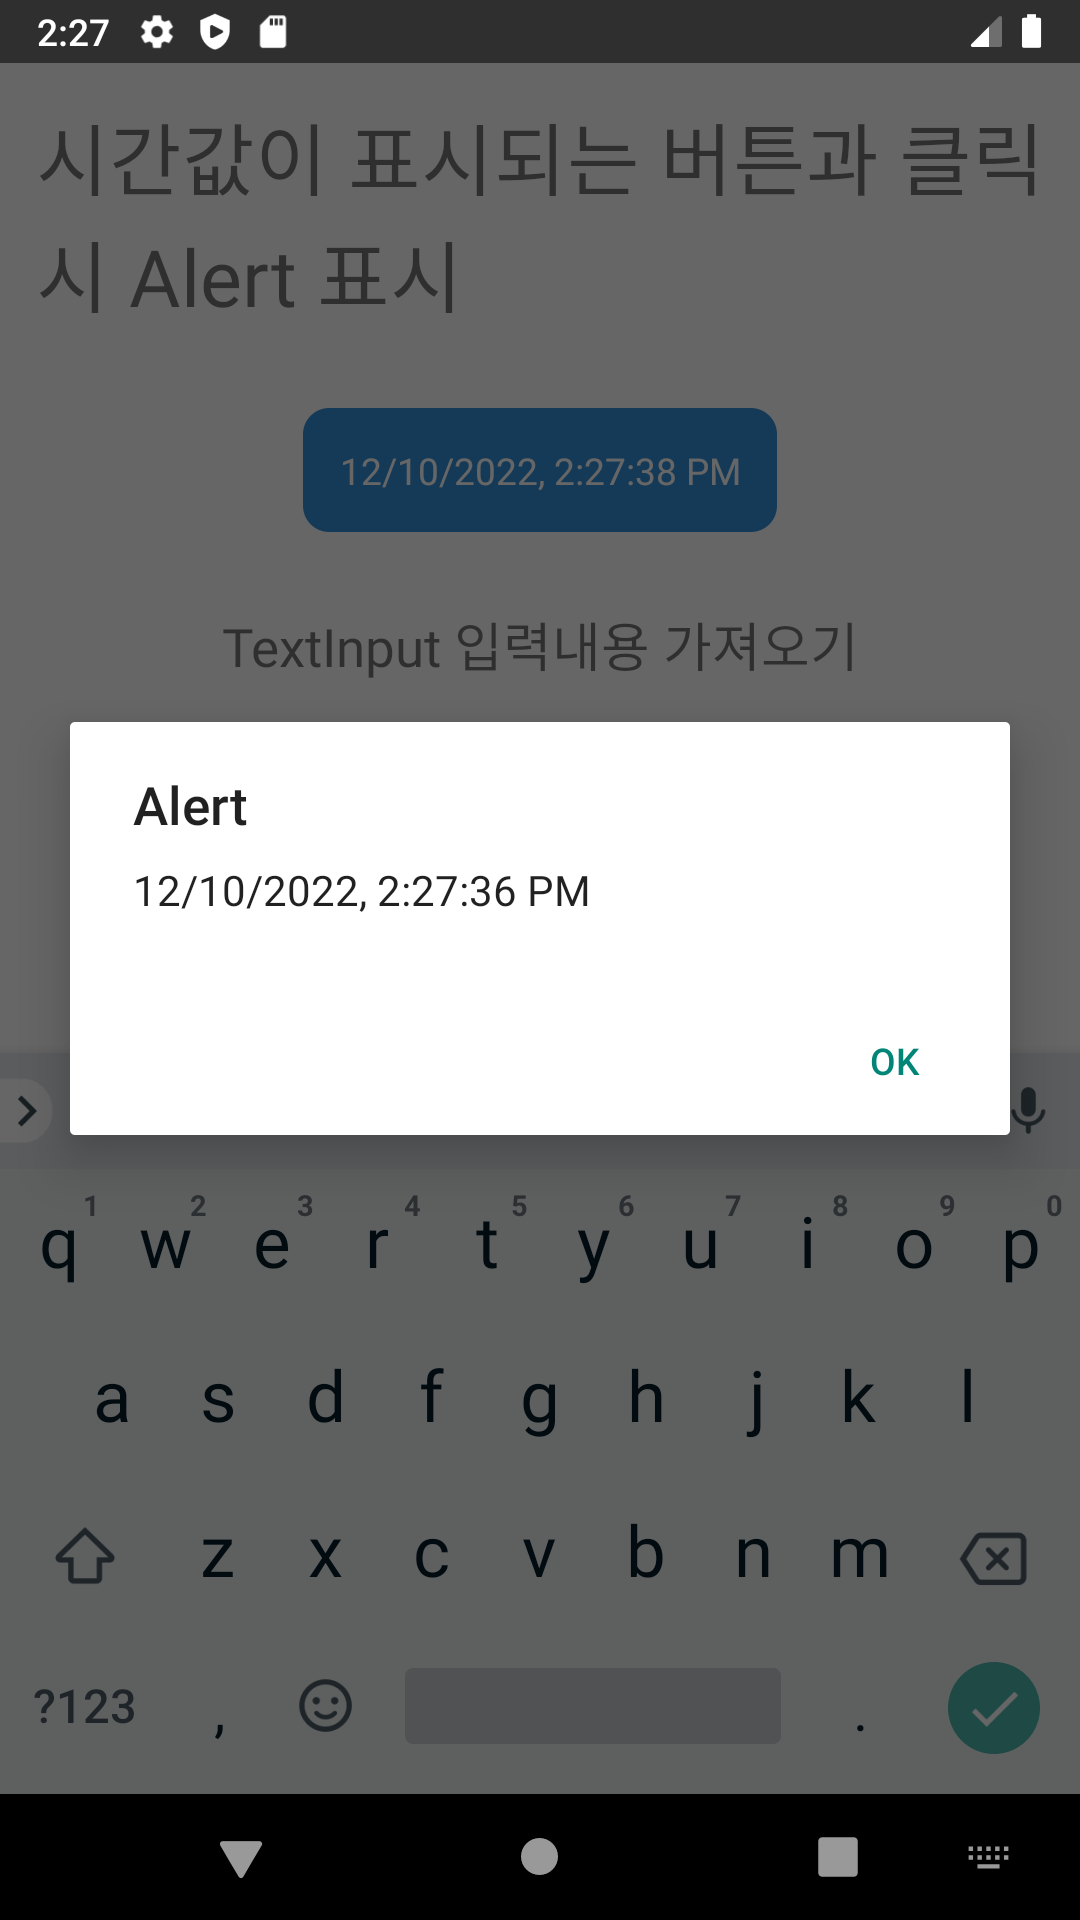 2:27
시간값이 표시되는 버튼과 클릭
시 Alert 표시
12/10/2022, 2:27:38 PM
TextInput 입력내용 가져오기
Alert
12/10/2022, 2:27:36 PM
OK
1 2 3 4 5 6 7 8 9 0
q w e r t y u i o p
a s d f g h j k l
z x c v b n m
?123 , .